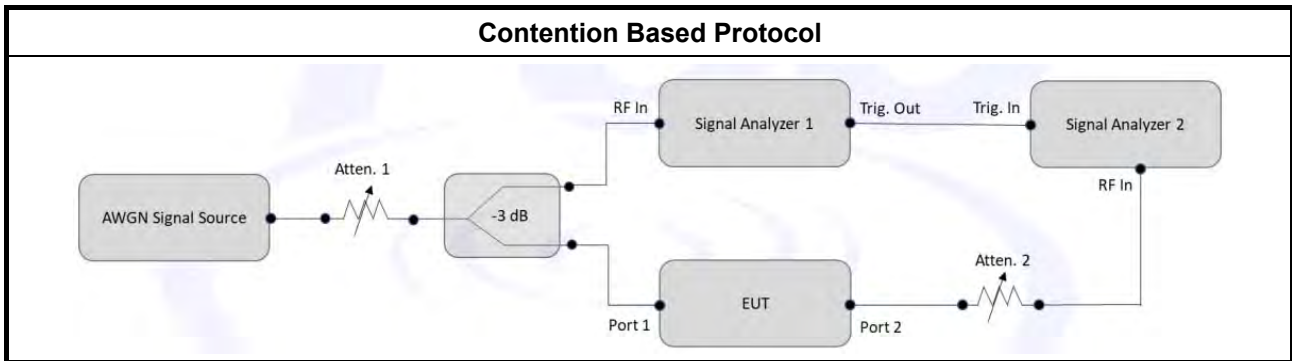 Contention Based Protocol
RF In
Signal Analyzer 1
Trig. Out
Trig. In
Signal Analyzer 2
Atten. 1
RF In
AWGN Signal Source
-3 dB
Atten. 2
EUT
Port 1
Port 2